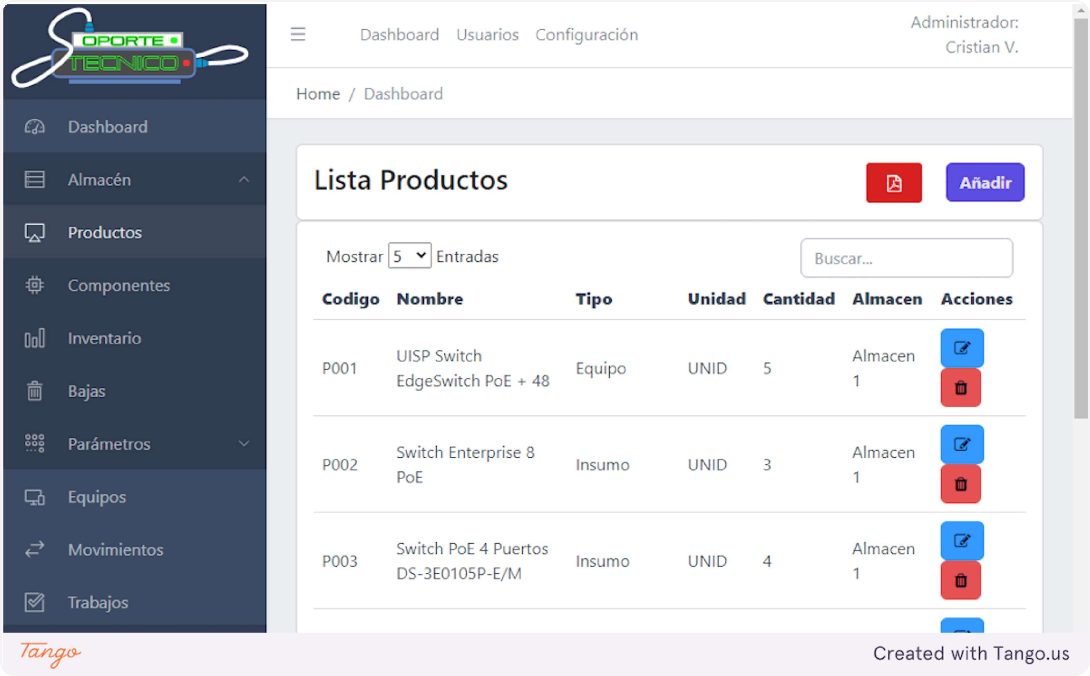 OPORTE
TECNICO
Dashboard
Almacén
Productos
Componentes
Inventario
Bajas
Parámetros
Equipos
Movimientos
Trabajos
Dashboard Usuarios Configuración
Administrador:
Cristian V.
Home / Dashboard
Lista Productos
Añadir
Mostrar 5 Entradas
Buscar...
Codigo Nombre Tipo Unidad Cantidad Almacen Acciones
P001 UISP Switch EdgeSwitch PoE + 48 Equipo UNID 5 Almacen 1
P002 Switch Enterprise 8 PoE Insumo UNID 3 Almacen 1
P003 Switch PoE 4 Puertos DS-3E0105P-E/M Insumo UNID 4 Almacen 1
Tango
Created with Tango.us